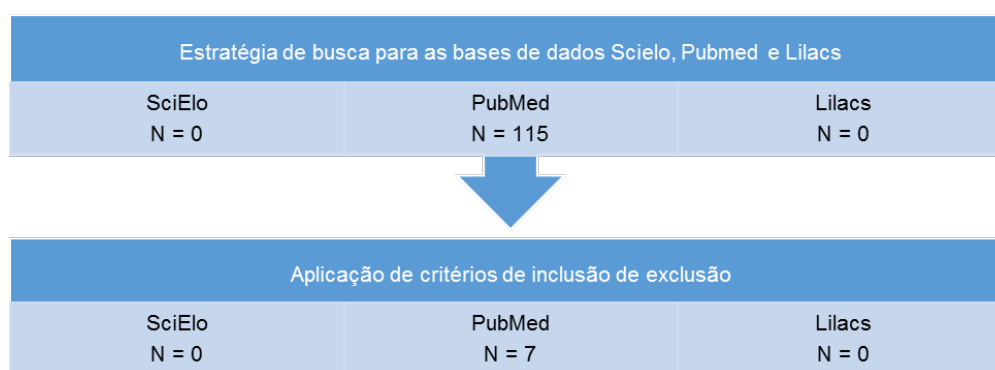 Estratégia de busca para as bases de dados Scielo, Pubmed e Lilacs
SciElo PubMed Lilacs
N = 0 N = 115 N = 0
Aplicação de critérios de inclusão de exclusão
SciElo PubMed Lilacs
N = 0 N = 7 N = 0